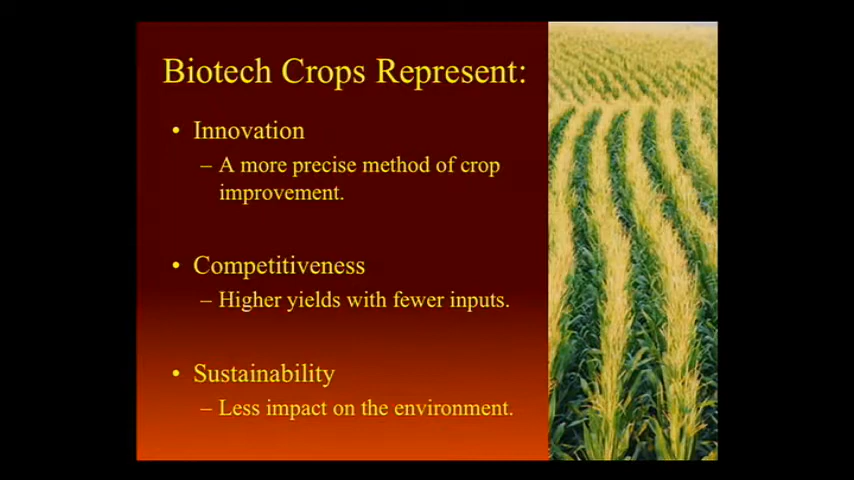 Biotech Crops Represent:
• Innovation
– A more precise method of crop
improvement.
• Competitiveness
– Higher yields with fewer inputs.
• Sustainability
– Less impact on the environment.